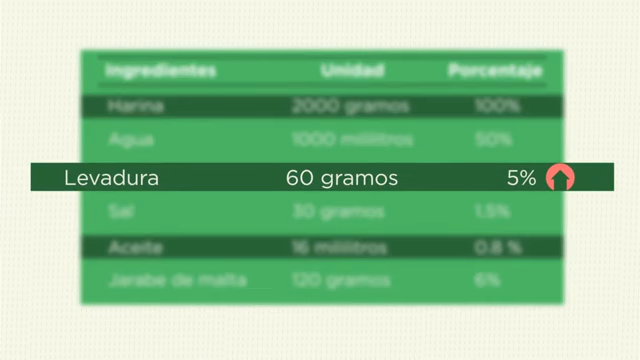 Ingredientes Unidad Porcentaje
Harina 2000 gramos 100%
Agua 1000 mililitros 50%
Levadura 60 gramos 5%
Sal 30 gramos 1.5%
Aceite 16 mililitros 0.8 %
Jarabe de malta 120 gramos 6%